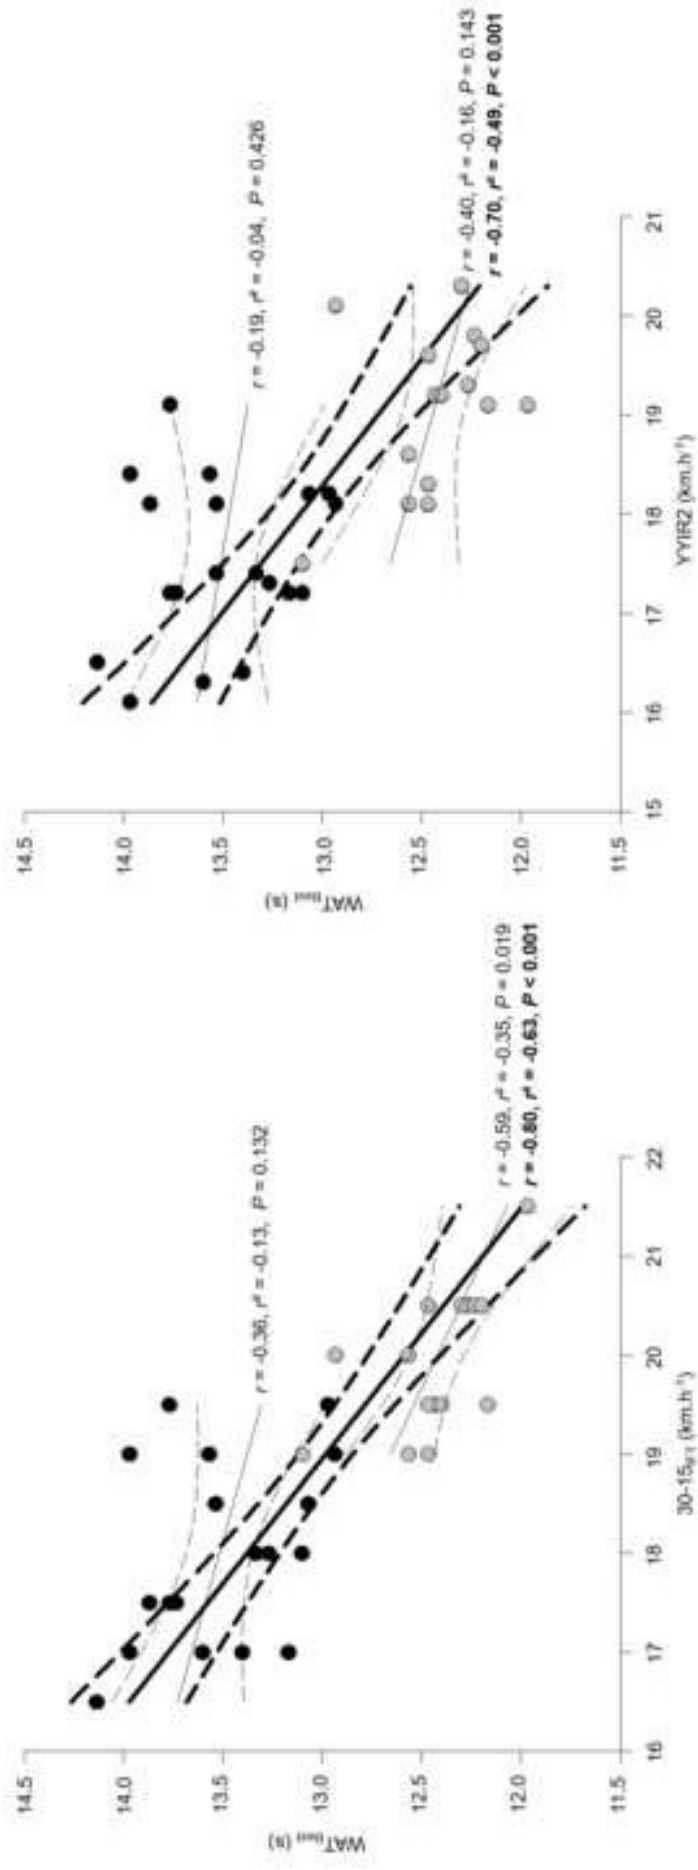 14.5
14.0
13.5
13.0
12.5
12.0
11.5
WAT Best (s)
16
17
18
19
20
21
22
30-15IFT (km.h⁻¹)
r = -0.36, r² = -0.13, P = 0.132
r = -0.59, r² = -0.35, P = 0.019
r = -0.80, r² = -0.63, P < 0.001
14.5
14.0
13.5
13.0
12.5
12.0
11.5
WAT Best (s)
15
16
17
18
19
20
21
YYIR2 (km.h⁻¹)
r = -0.19, r² = -0.04, P = 0.426
r = -0.40, r² = -0.16, P = 0.143
r = -0.70, r² = -0.49, P < 0.001